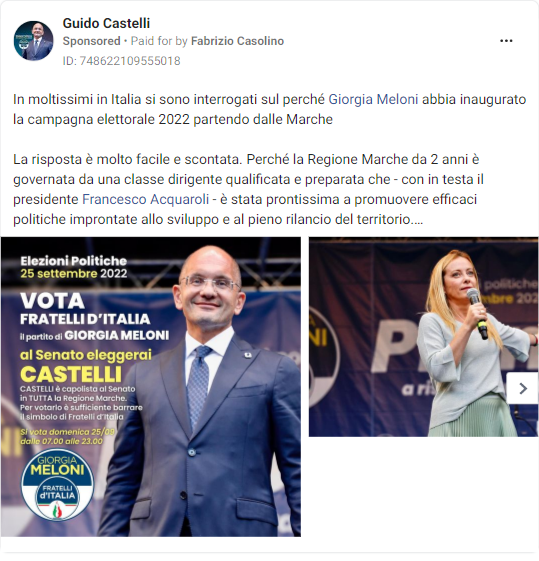 Guido Castelli
Sponsored • Paid for by Fabrizio Casolino
ID: 748622109555018
In moltissimi in Italia si sono interrogati sul perché Giorgia Meloni abbia inaugurato
la campagna elettorale 2022 partendo dalle Marche
La risposta è molto facile e scontata. Perché la Regione Marche da 2 anni è
governata da una classe dirigente qualificata e preparata che - con in testa il
presidente Francesco Acquaroli - è stata prontissima a promuovere efficaci
politiche improntate allo sviluppo e al pieno rilancio del territorio....
Elezioni Politiche
25 settembre 2022
VOTA
FRATELLI D'ITALIA
il partito di GIORGIA MELONI
al Senato eleggerai
CASTELLI
CASTELLI è capolista al Senato
in TUTTA la Regione Marche.
Per votarlo è sufficiente barrare
il simbolo di Fratelli d'Italia
Si vota domenica 25/09
dalle 07.00 alle 23.00
GIORGIA
MELONI
FRATELLI
d'ITALIA
politiche
mbre 2022
P
a ris